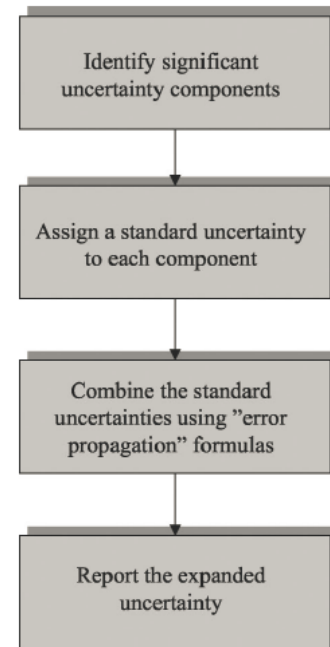 Identify significant
uncertainty components
Assign a standard uncertainty
to each component
Combine the standard
uncertainties using ”error
propagation” formulas
Report the expanded
uncertainty